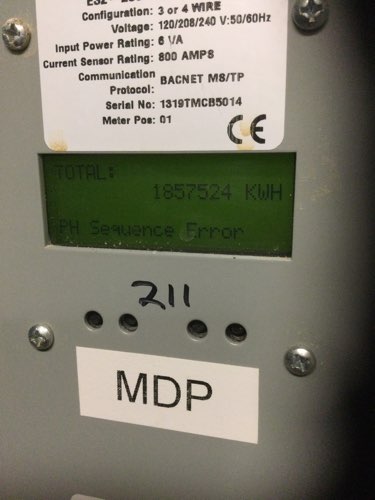 Configuration: 3 or 4 WIRE
Voltage: 120/208/240 V:50/60Hz
Input Power Rating: 6 VA
Current Sensor Rating: 800 AMPS
Communication Protocol: BACNET MS/TP
Serial No: 1319TMCB5014
Meter Pos: 01
CE
TOTAL:
1857524 KWH
PH Sequence Error
211
MDP